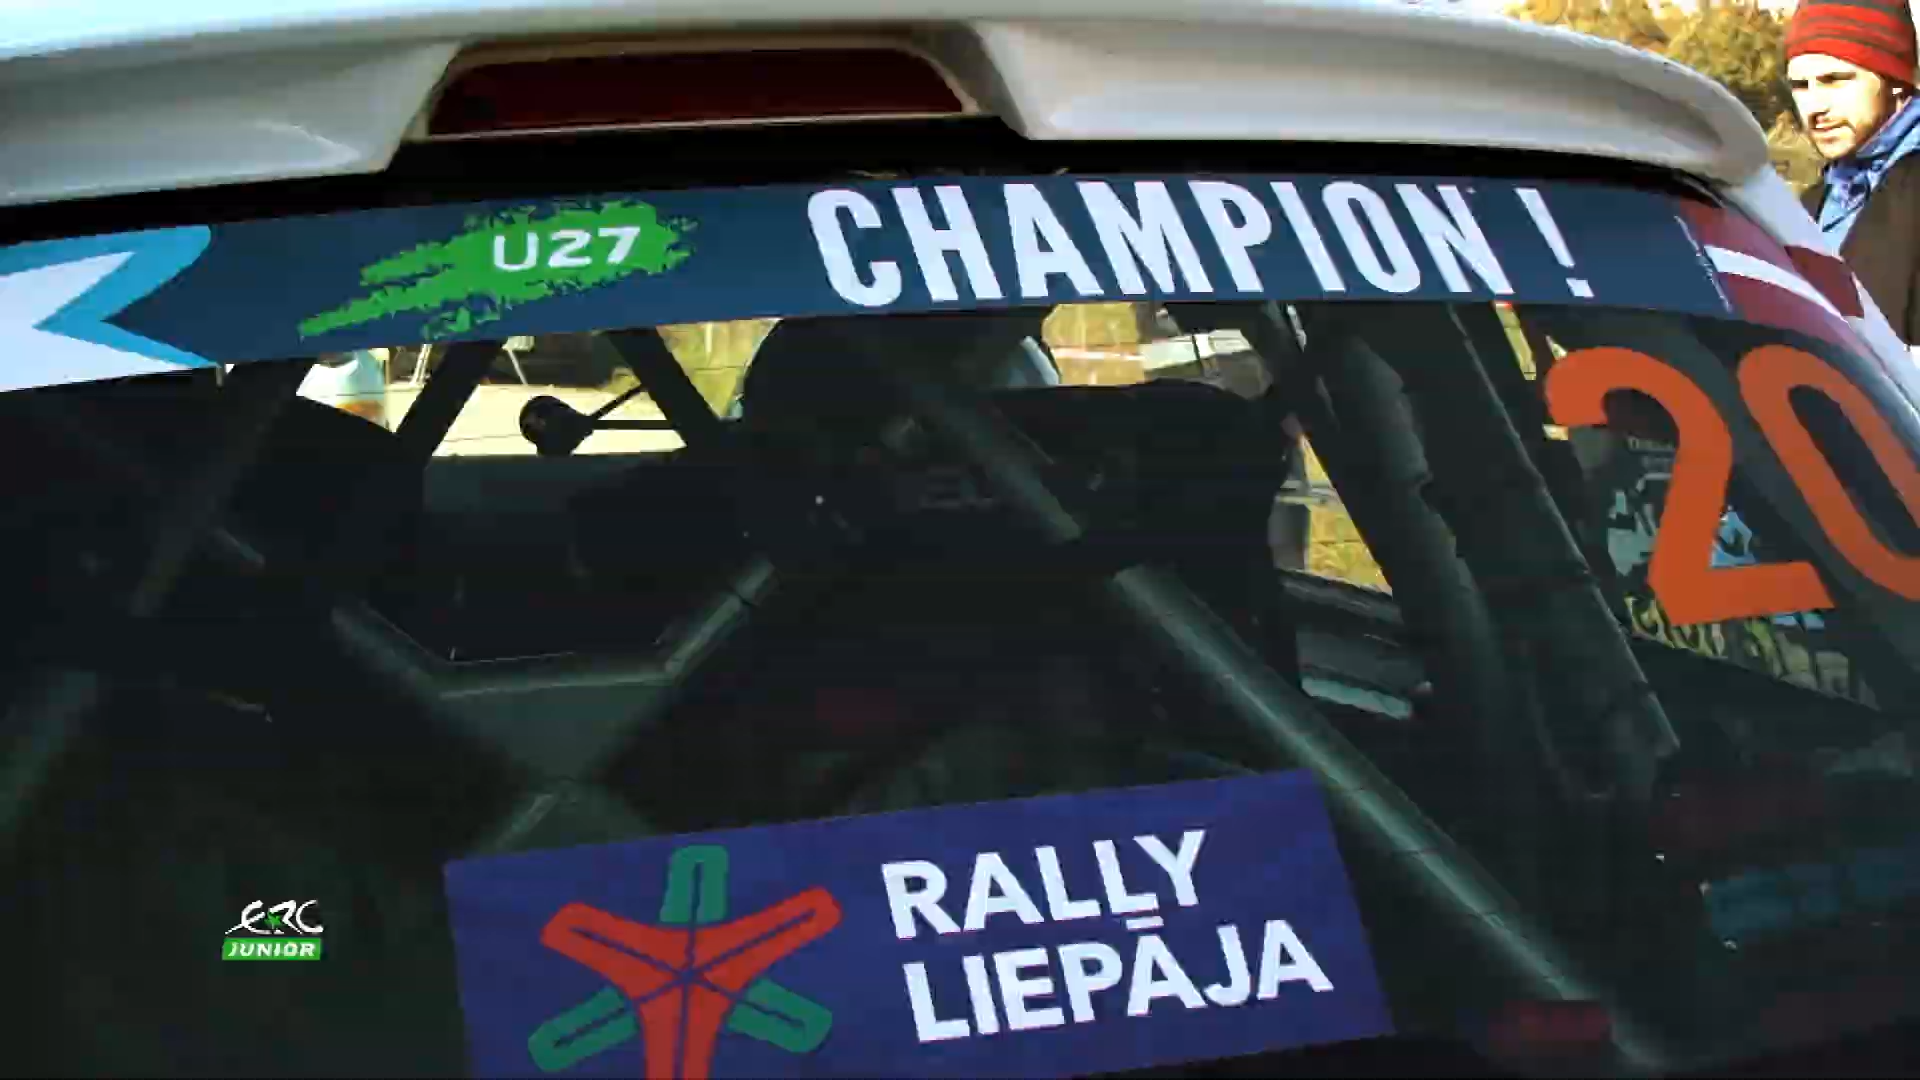 U27 CHAMPION !
20
RALLY
LIEPĀJA
ERC
JUNIOR